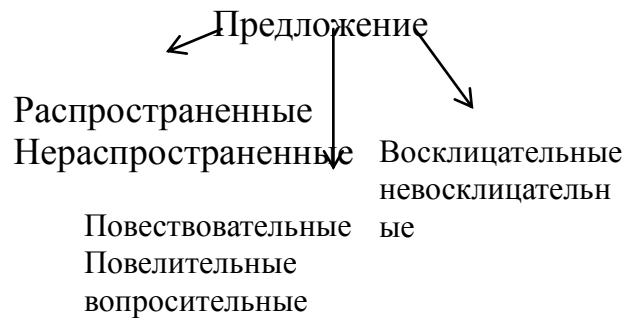 Предложение
Распространенные
Нераспространенные
Восклицательные
невосклицательн
ые
Повествовательные
Повелительные
вопросительные